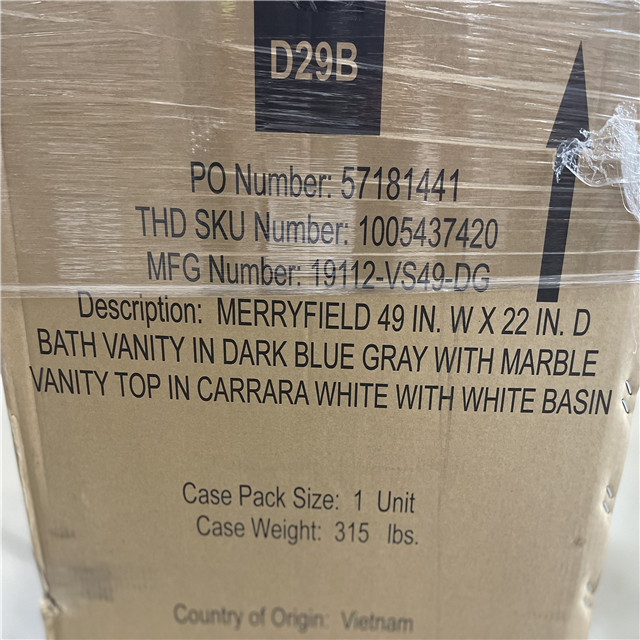 D29B
PO Number: 57181441
THD SKU Number: 1005437420
MFG Number: 19112-VS49-DG
Description: MERRYFIELD 49 IN. W X 22 IN. D
BATH VANITY IN DARK BLUE GRAY WITH MARBLE
VANITY TOP IN CARRARA WHITE WITH WHITE BASIN
Case Pack Size: 1 Unit
Case Weight: 315 lbs.
Country of Origin: Vietnam